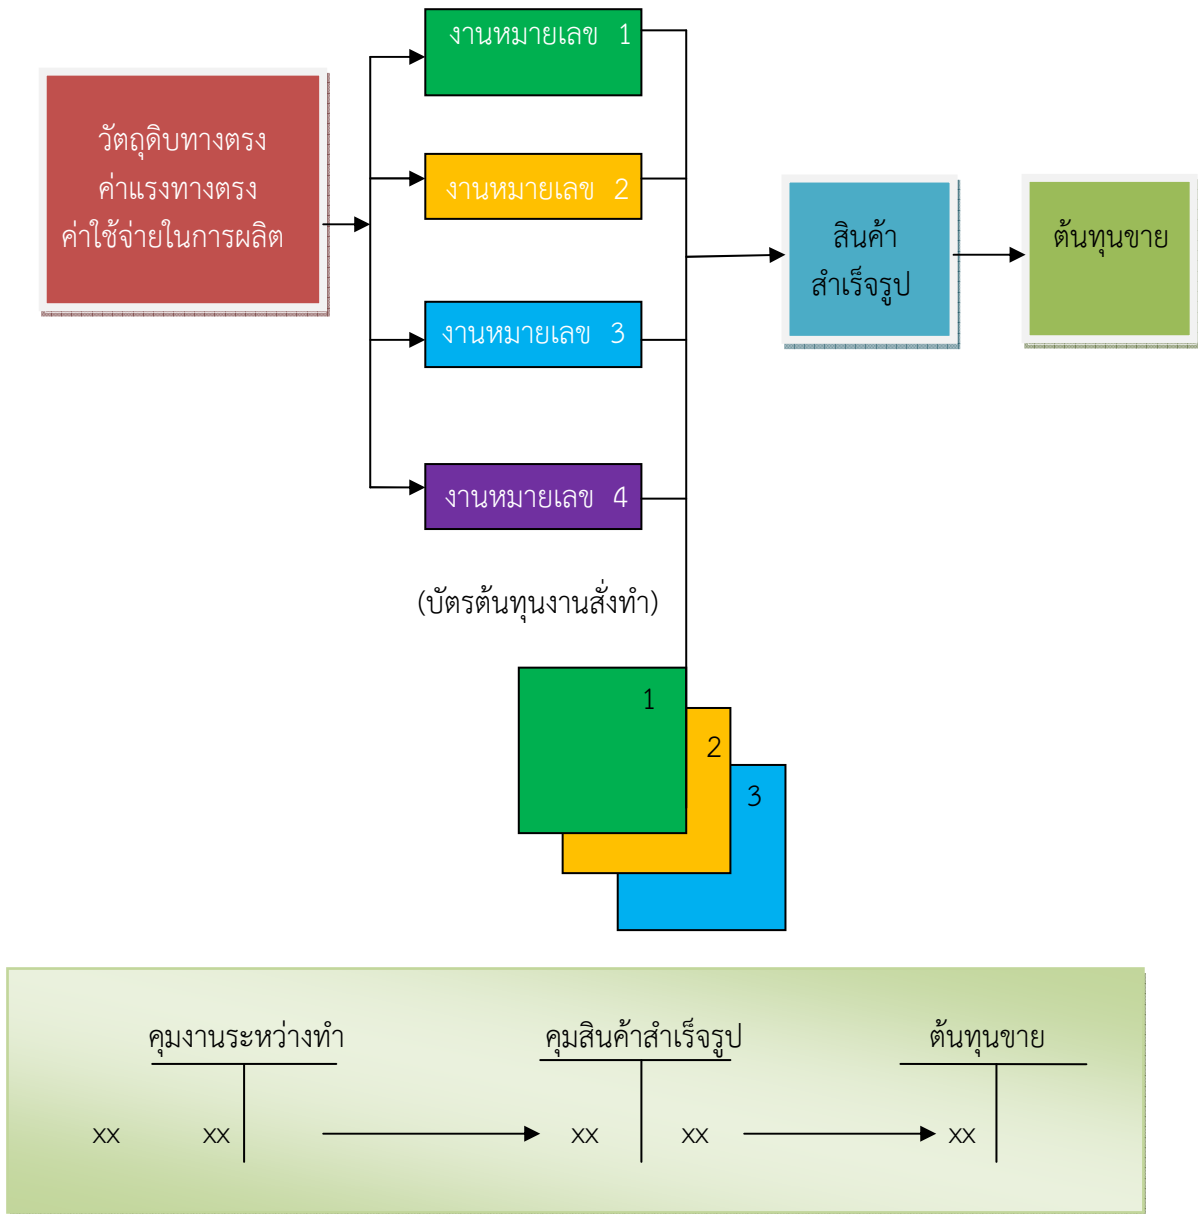 งานหมายเลข 1
วัตถุดิบทางตรง
ค่าแรงทางตรง
ค่าใช้จ่ายในการผลิต
งานหมายเลข 2
สินค้า
สำเร็จรูป
ต้นทุนขาย
งานหมายเลข 3
งานหมายเลข 4
(บัตรต้นทุนงานสั่งทำ)
1
2
3
คุมงานระหว่างทำ
คุมสินค้าสำเร็จรูป
ต้นทุนขาย
xx xx xx xx xx